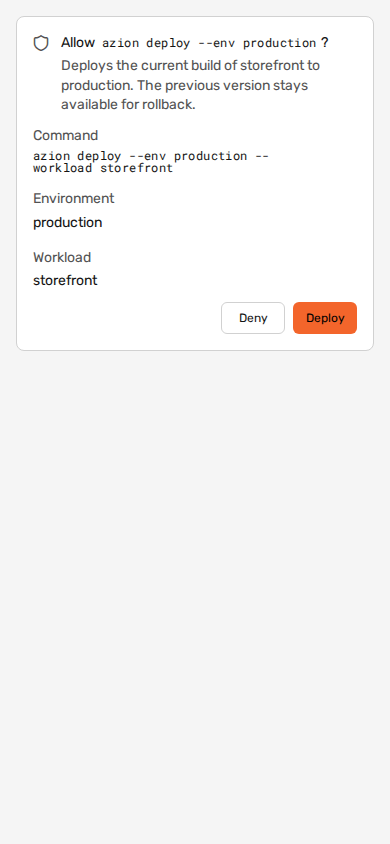 Allow azion deploy --env production ?
Deploys the current build of storefront to
production. The previous version stays
available for rollback.
Command
azion deploy --env production --
workload storefront
Environment
production
Workload
storefront
Deny
Deploy